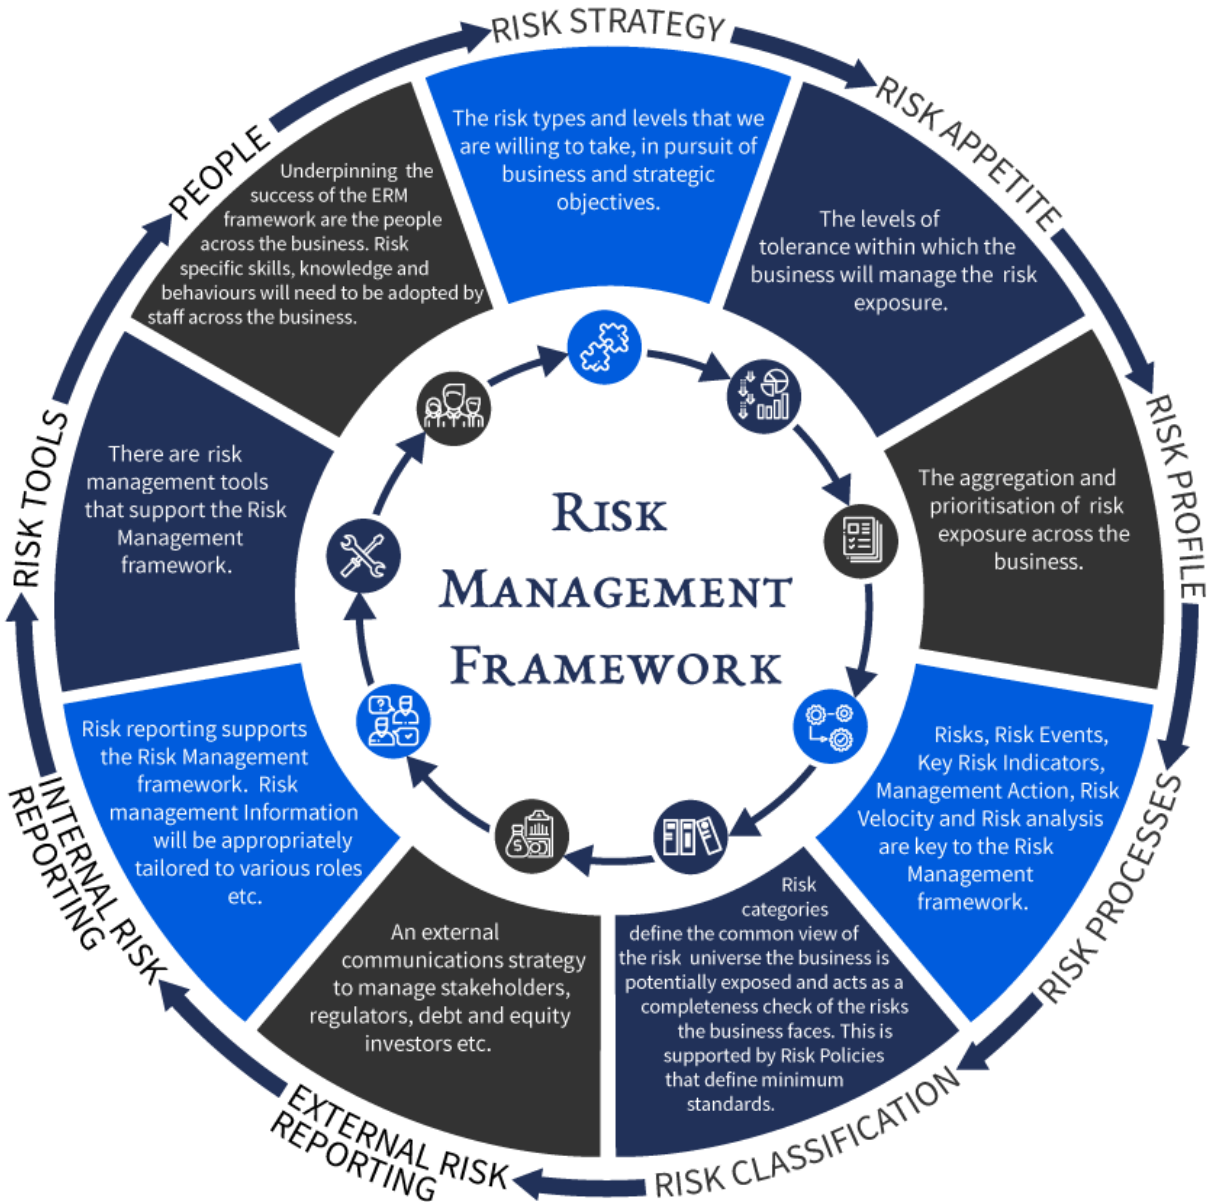 RISK STRATEGY
The risk types and levels that we
are willing to take, in pursuit of
business and strategic
objectives.
RISK APPETITE
The levels of
tolerance within which the
business will manage the risk
exposure.
RISK PROFILE
The aggregation and
prioritisation of risk
exposure across the
business.
RISK PROCESSES
Risks, Risk Events,
Key Risk Indicators,
Management Action, Risk
Velocity and Risk analysis
are key to the Risk
Management
framework.
RISK CLASSIFICATION
Risk
categories
define the common view of
the risk universe the business is
potentially exposed and acts as a
completeness check of the risks
the business faces. This is
supported by Risk Policies
that define minimum
standards.
EXTERNAL RISK
REPORTING
An external
communications strategy
to manage stakeholders,
regulators, debt and equity
investors etc.
INTERNAL RISK
REPORTING
Risk reporting supports
the Risk Management
framework. Risk
management Information
will be appropriately
tailored to various roles
etc.
RISK TOOLS
There are risk
management tools
that support the Risk
Management
framework.
PEOPLE
Underpinning the
success of the ERM
framework are the people
across the business. Risk
specific skills, knowledge and
behaviours will need to be adopted by
staff across the business.
RISK
MANAGEMENT
FRAMEWORK
?
$